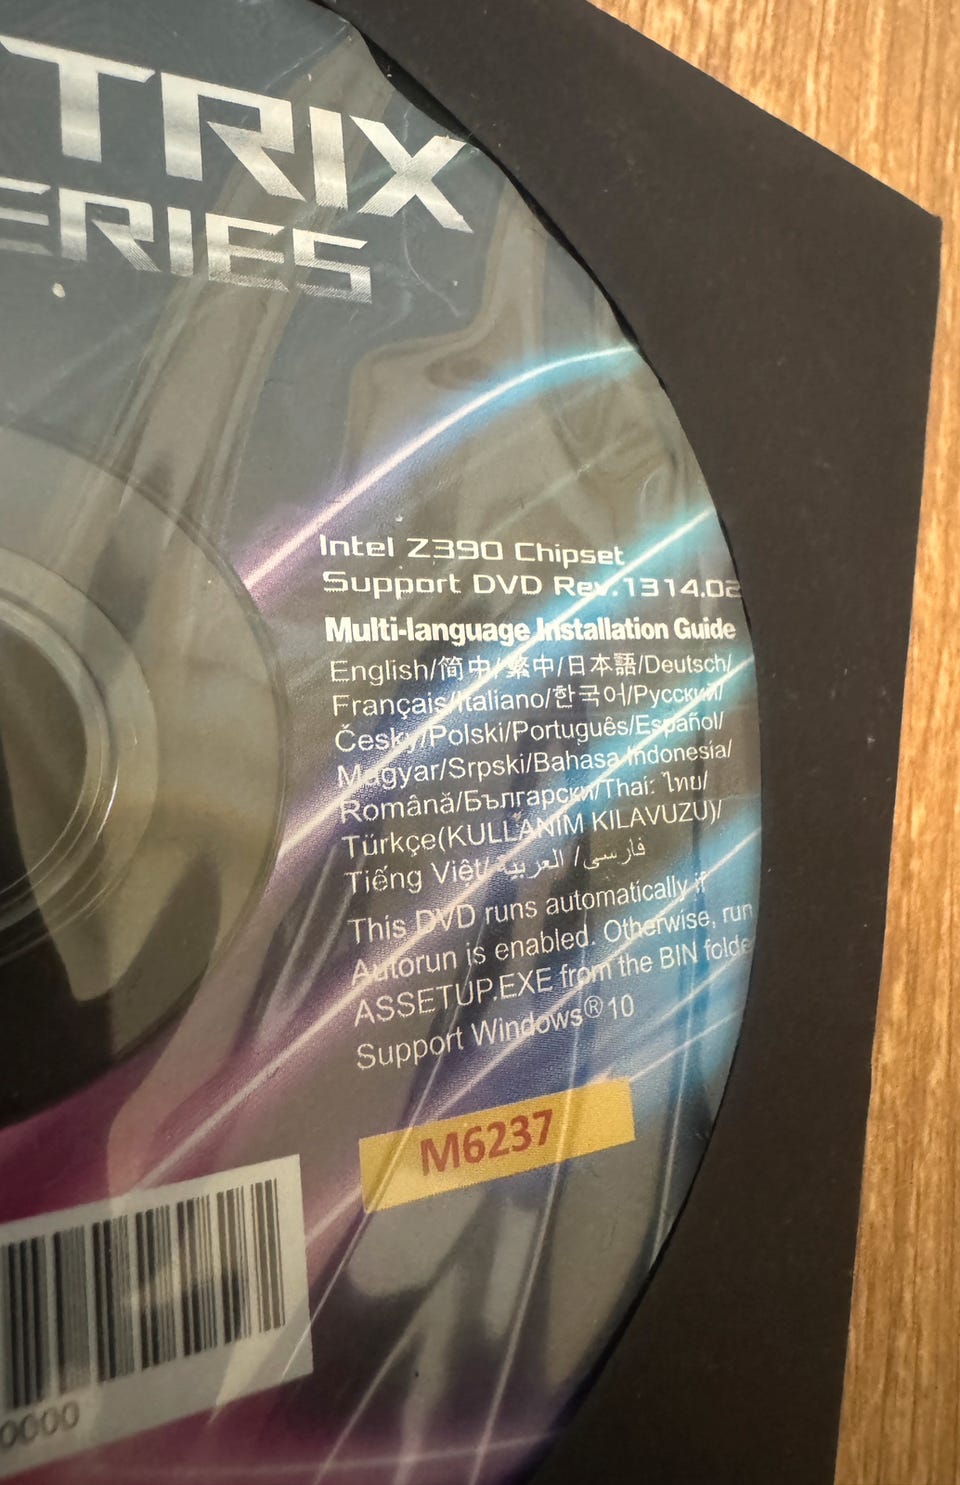 TRIX
ERIES
Intel Z390 Chipset
Support DVD Rev.1314.02
Multi-language Installation Guide
English/简中/繁中/日本語/Deutsch/
Français/Italiano/한국어/Русский/
Česky/Polski/Português/Español/
Magyar/Srpski/Bahasa Indonesia/
Română/Български/Thai: ไทย/
Türkçe(KULLANIM KILAVUZU)/
Tiếng Việt/العربية /فارسی
This DVD runs automatically if
Autorun is enabled. Otherwise, run
ASSETUP.EXE from the BIN folde
Support Windows®10
M6237
0000